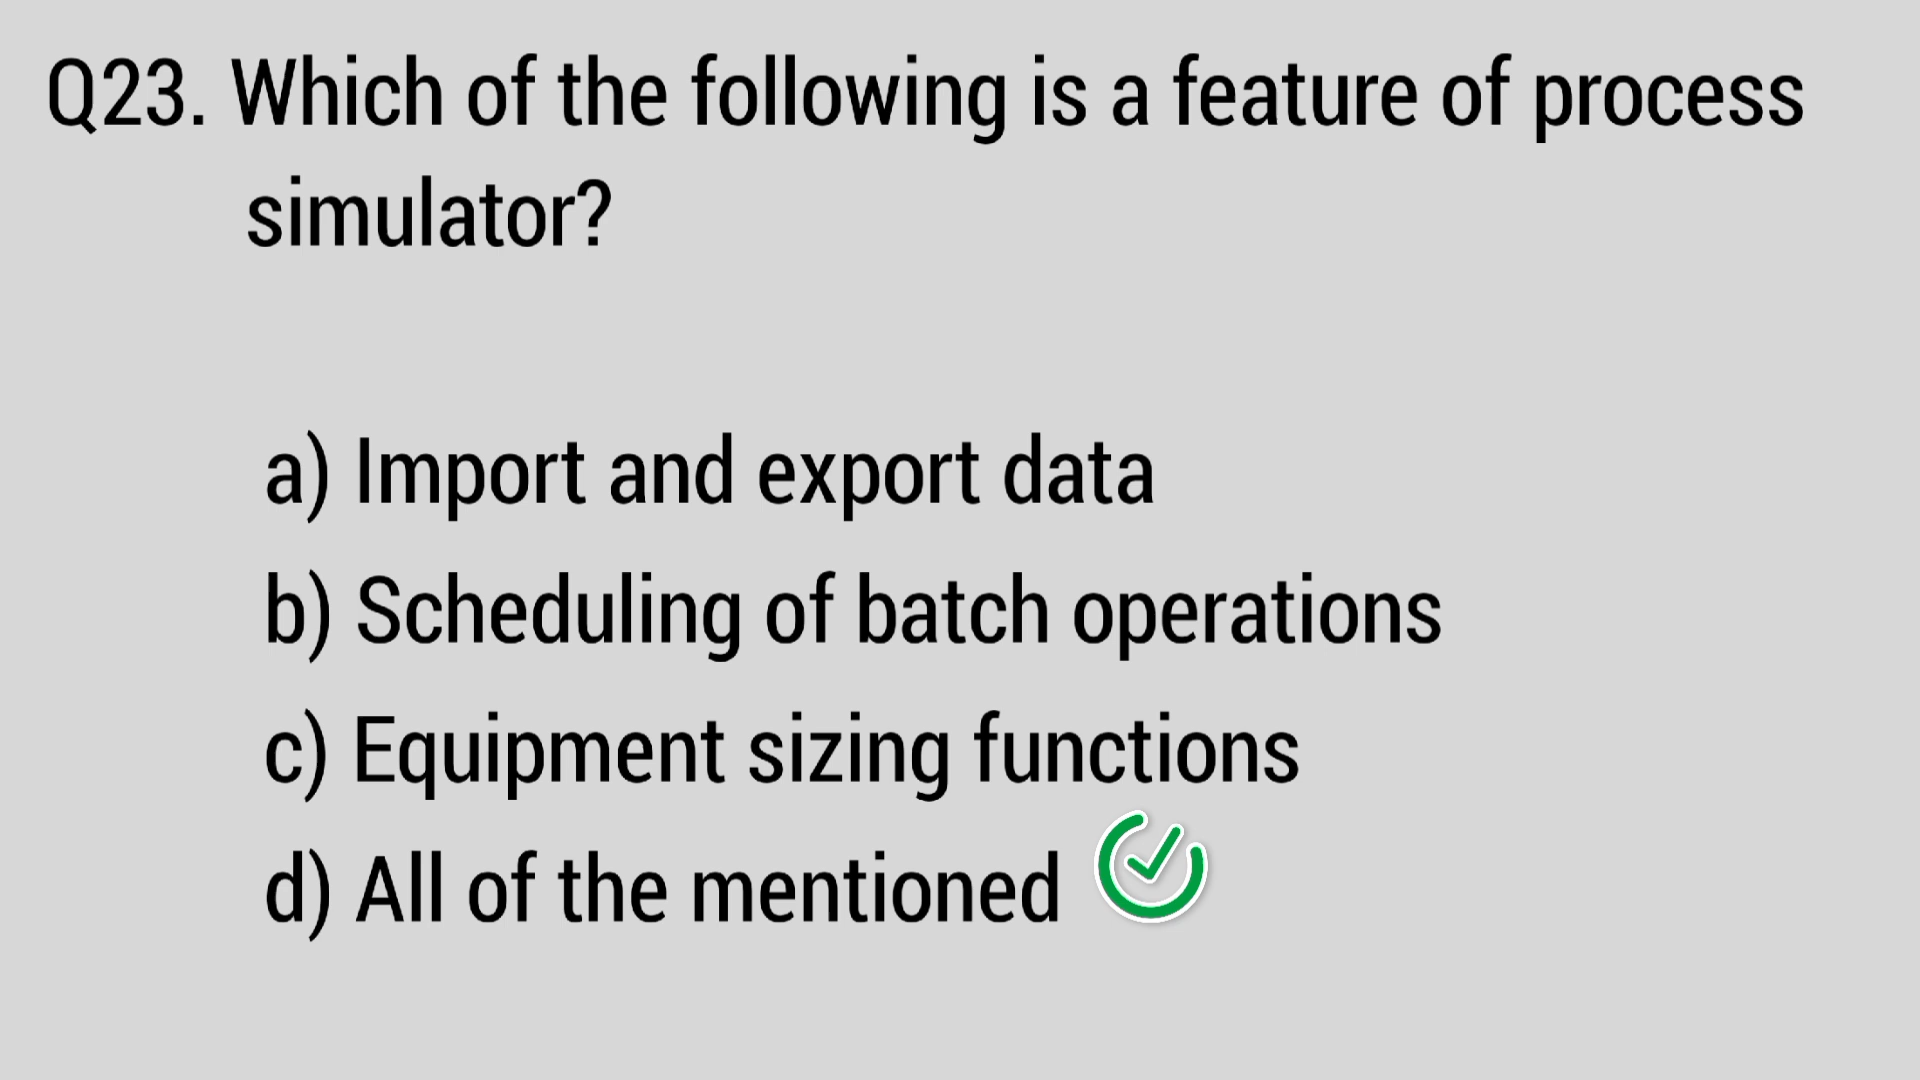 Q23. Which of the following is a feature of process
simulator?
a) Import and export data
b) Scheduling of batch operations
c) Equipment sizing functions
d) All of the mentioned